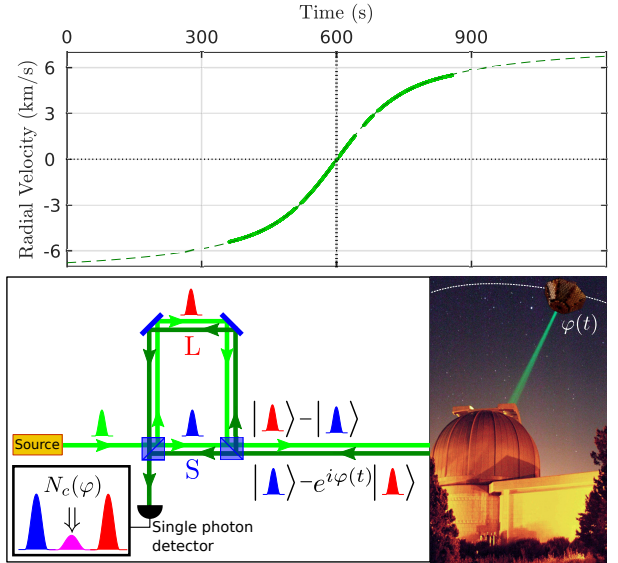 Time (s)
0 300 600 900
Radial Velocity (km/s)
6
3
0
-3
-6
φ(t)
L
Source
S
|⟩−|⟩
|⟩−e^{iφ(t)}|⟩
N_c(φ)
⇓
Single photon
detector